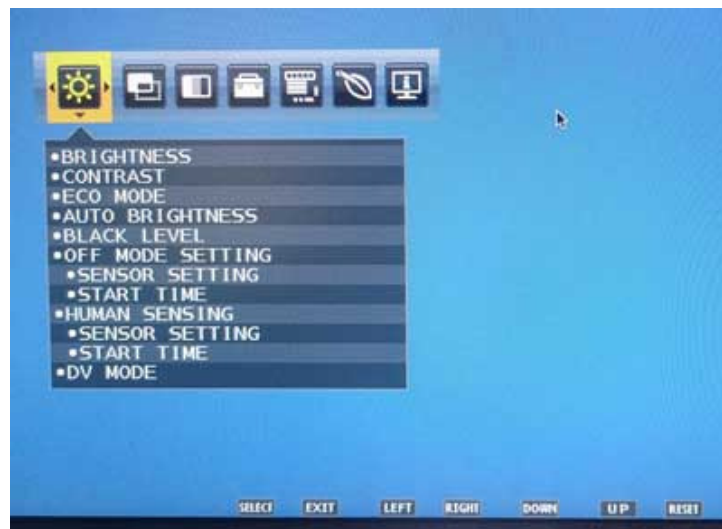 •BRIGHTNESS
•CONTRAST
•ECO MODE
•AUTO BRIGHTNESS
•BLACK LEVEL
•OFF MODE SETTING
•SENSOR SETTING
•START TIME
•HUMAN SENSING
•SENSOR SETTING
•START TIME
•DV MODE
SELECT EXIT LEFT RIGHT DOWN UP RESET